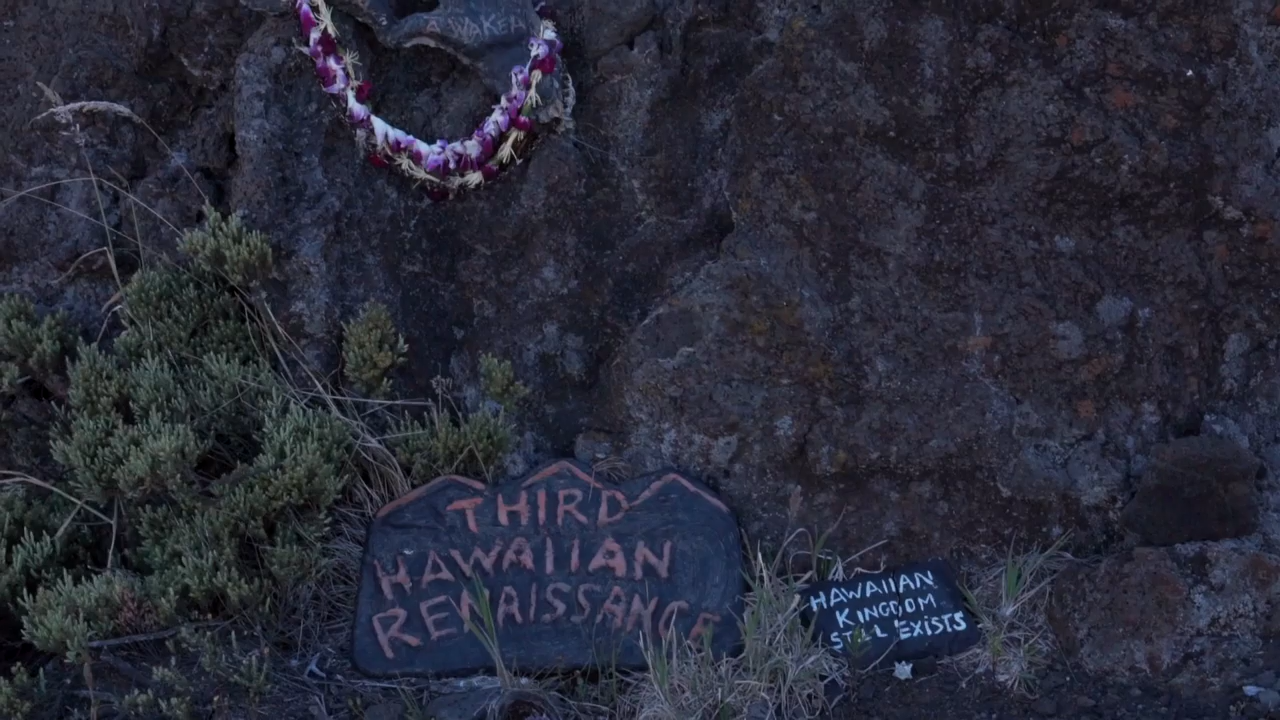 THIRD
HAWAIIAN
RENAISSANCE
HAWAIIAN
KINGDOM
STILL EXISTS